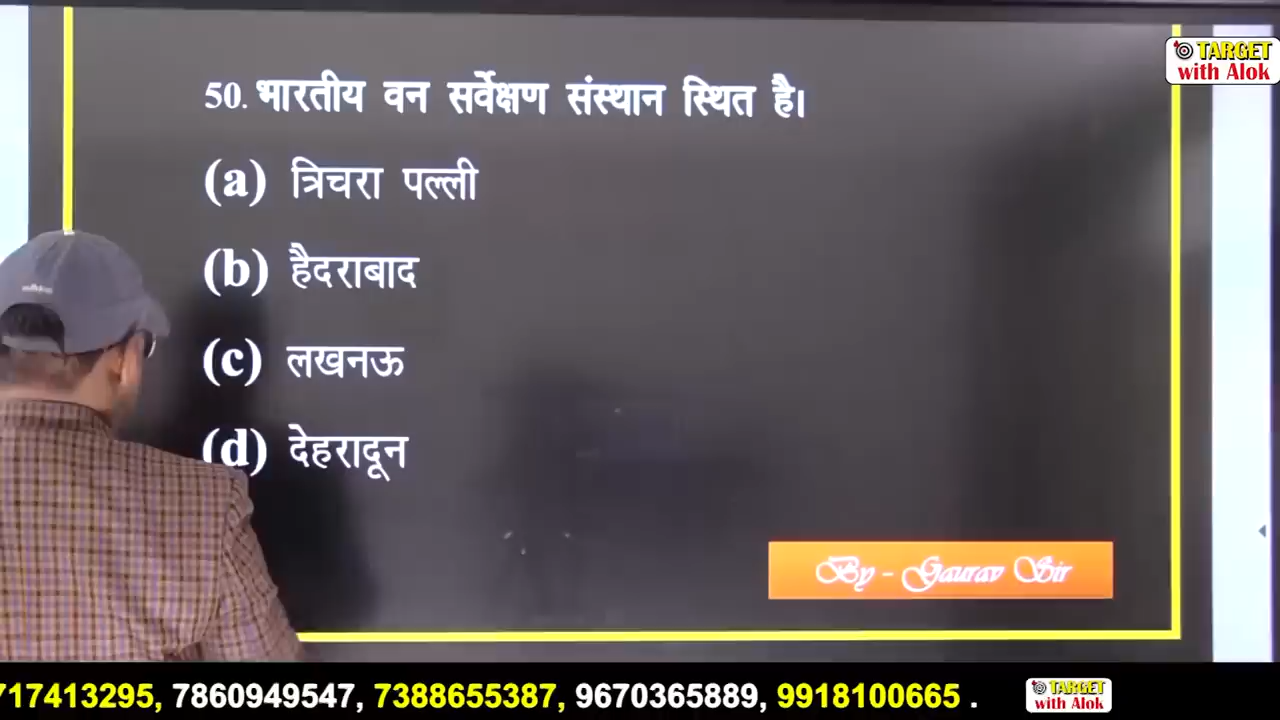 TARGET
with Alok
50. भारतीय वन सर्वेक्षण संस्थान स्थित है।
(a) त्रिचरा पल्ली
(b) हैदराबाद
(c) लखनऊ
(d) देहरादून
By - Gaurav Sir
717413295, 7860949547, 7388655387, 9670365889, 9918100665 .
TARGET
with Alok